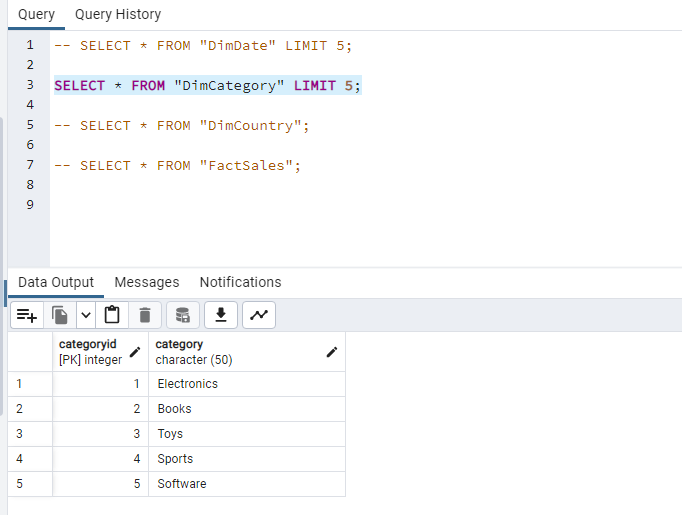 Query Query History
1 -- SELECT * FROM "DimDate" LIMIT 5;
2
3 SELECT * FROM "DimCategory" LIMIT 5;
4
5 -- SELECT * FROM "DimCountry";
6
7 -- SELECT * FROM "FactSales";
8
9
Data Output Messages Notifications
categoryid category
[PK] integer character (50)
1 1 Electronics
2 2 Books
3 3 Toys
4 4 Sports
5 5 Software